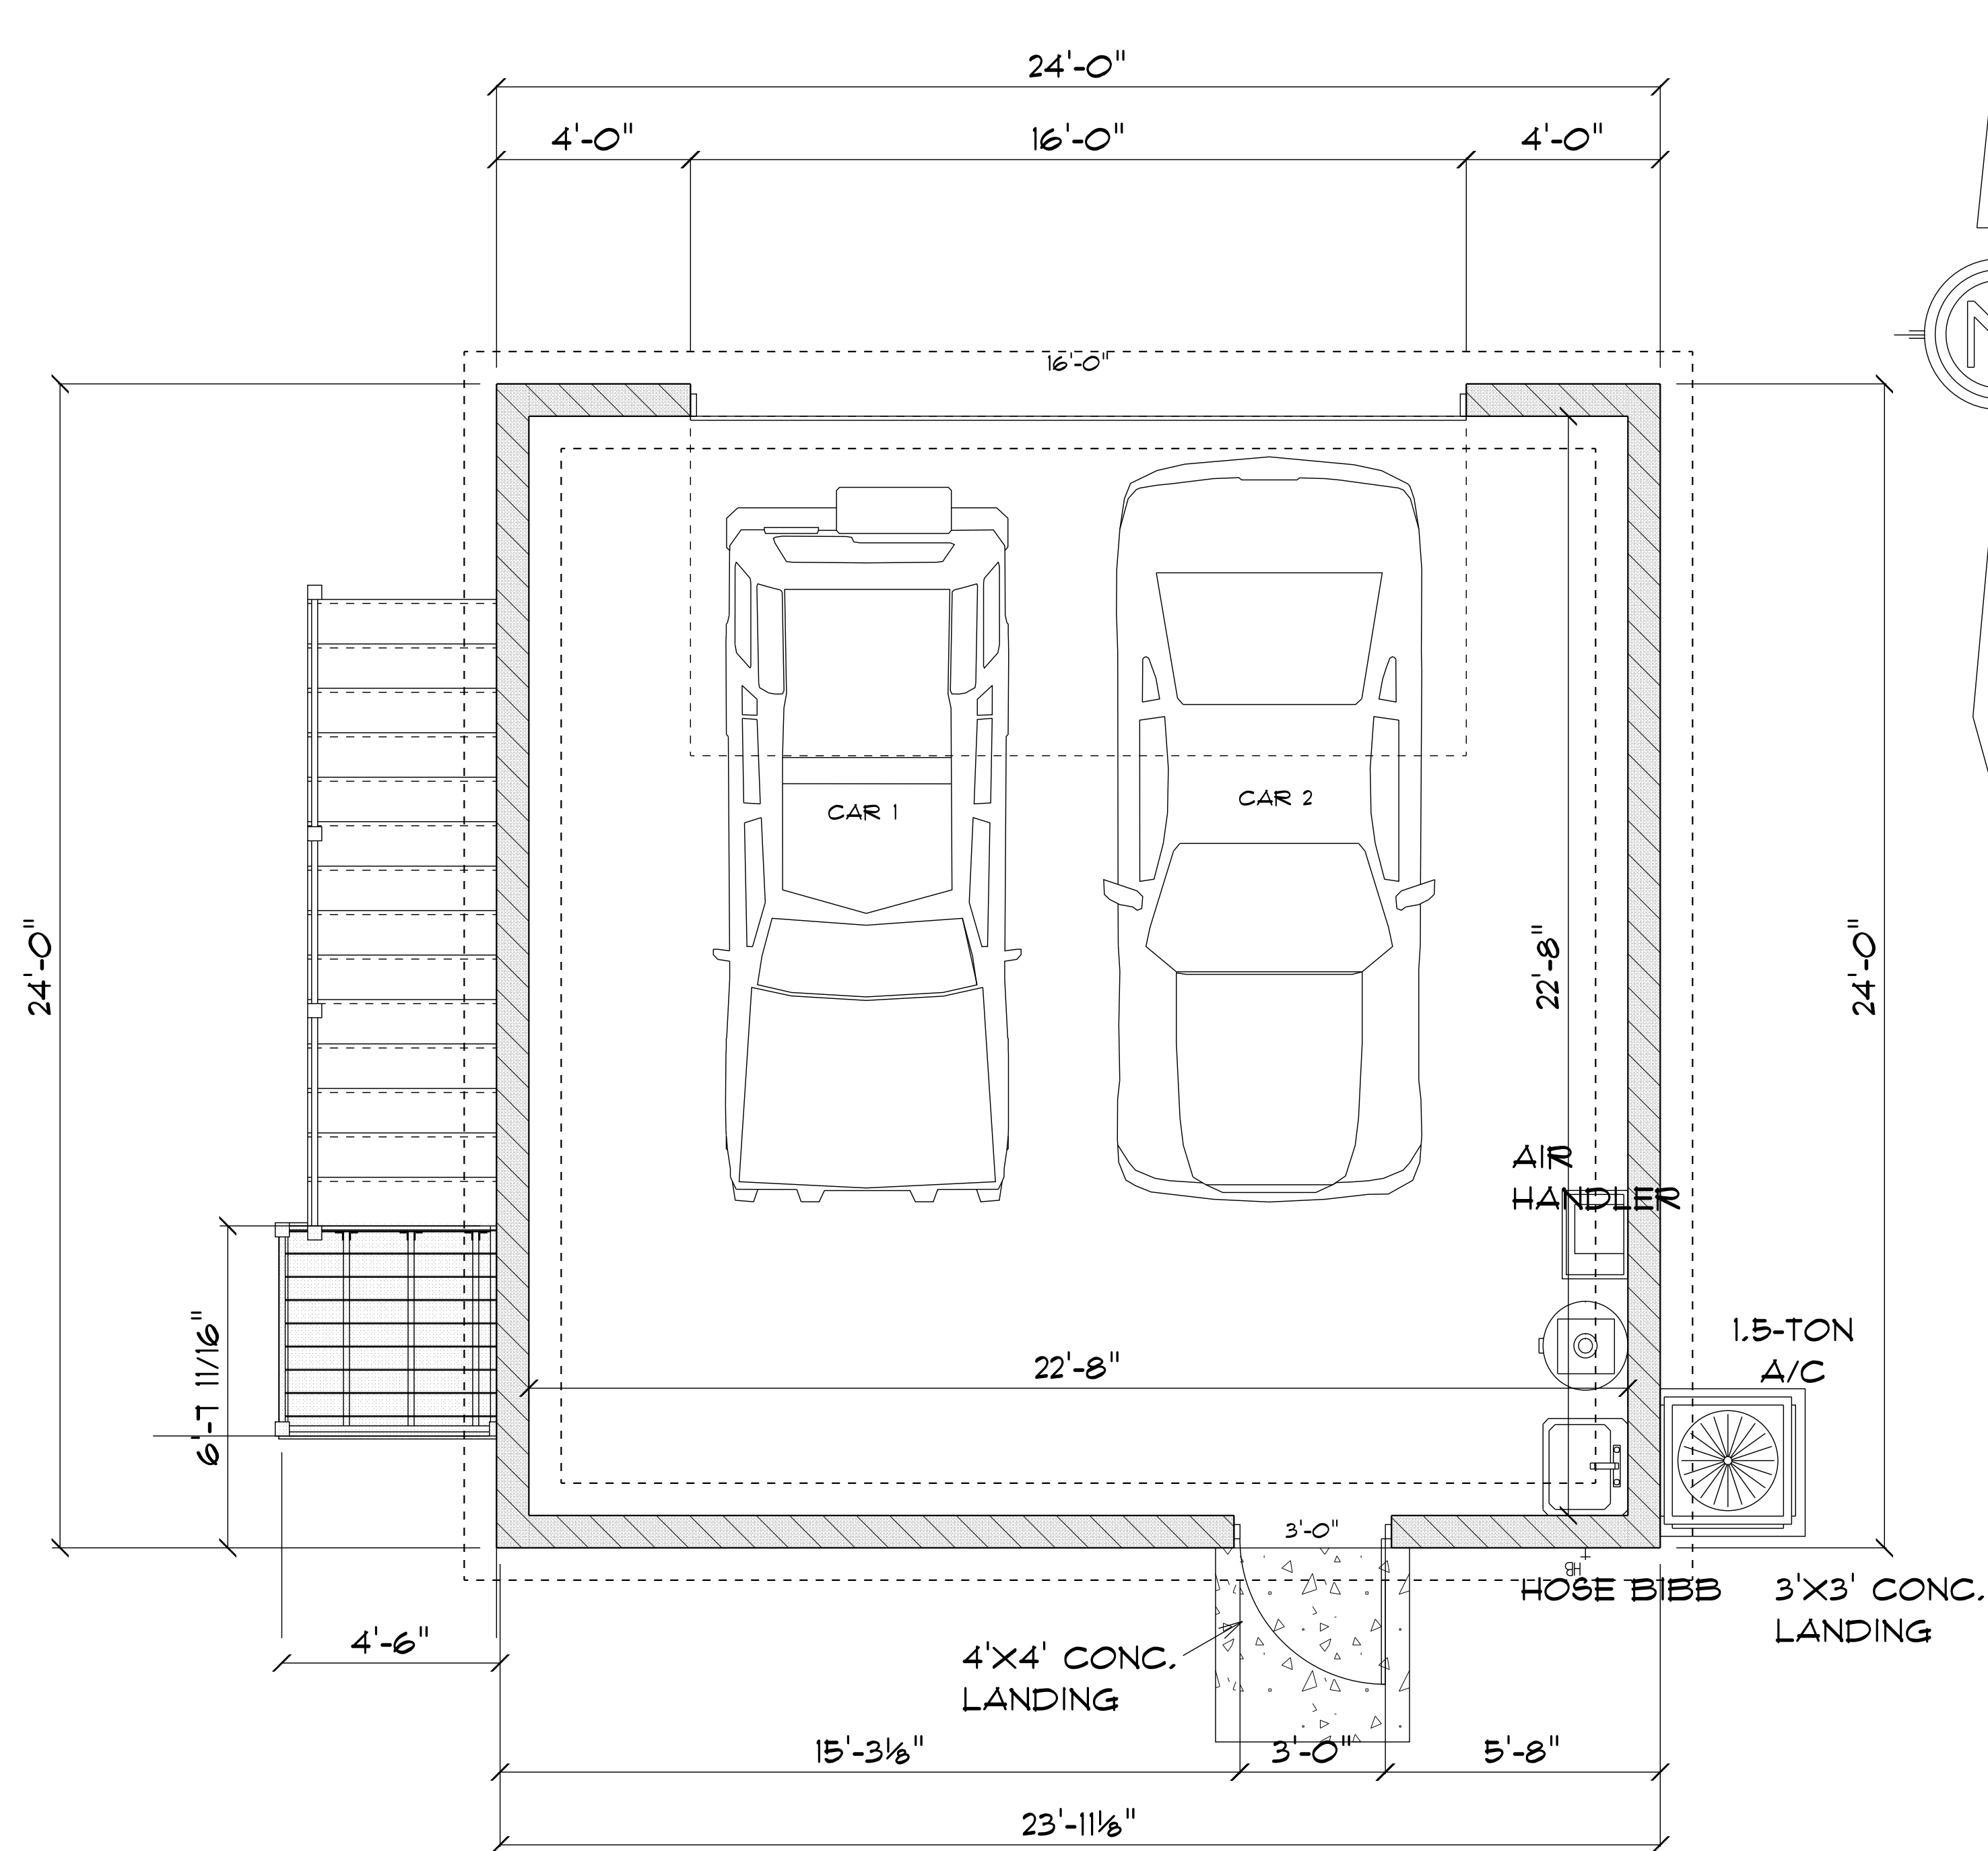 24'-0"
4'-0" 16'-0" 4'-0"
16'-0"
N
CAR 1 CAR 2
24'-0"
22'-8"
24'-0"
AIR
HANDLER
6'-7 11/16"
1.5-TON
A/C
22'-8"
3'-0"
HB
HOSE BIBB
3'X3' CONC.
LANDING
4'-6"
4'X4' CONC.
LANDING
15'-3⅛" 3'-0" 5'-8"
23'-11⅛"